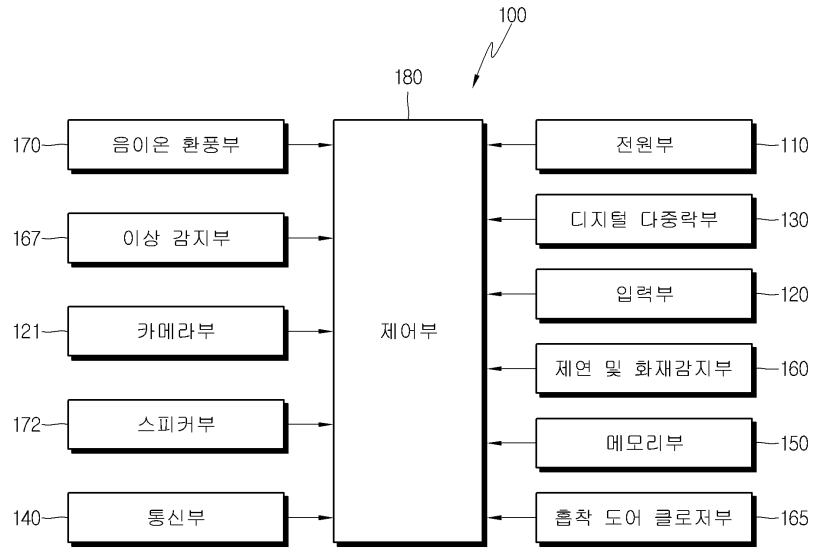 100
180
170 음이온 환풍부
전원부 110
167 이상 감지부
디지털 다중락부 130
121 카메라부
제어부
입력부 120
제연 및 화재감지부 160
172 스피커부
메모리부 150
140 통신부
흡착 도어 클로저부 165